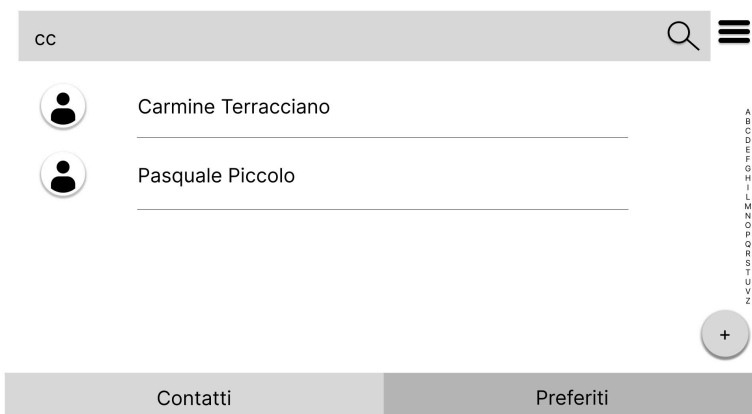 cc
Carmine Terracciano
Pasquale Piccolo
A
B
C
D
E
F
G
H
I
L
M
N
O
P
Q
R
S
T
U
V
Z
+
Contatti Preferiti